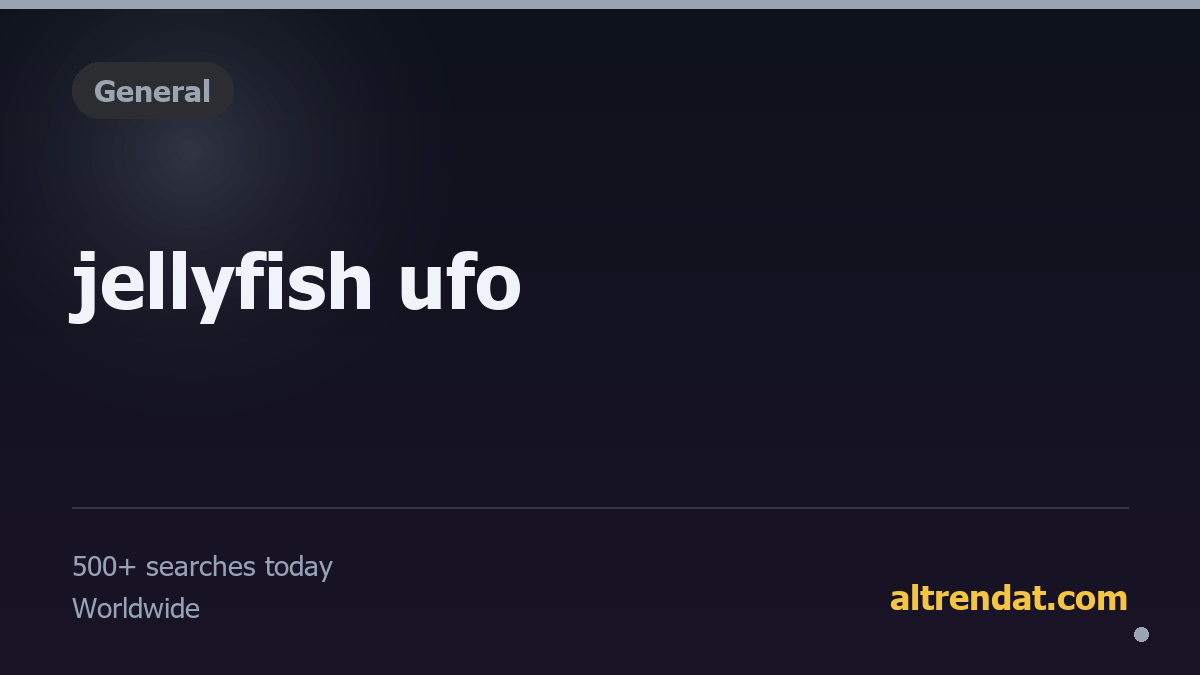 General
jellyfish ufo
500+ searches today
Worldwide
altrendat.com